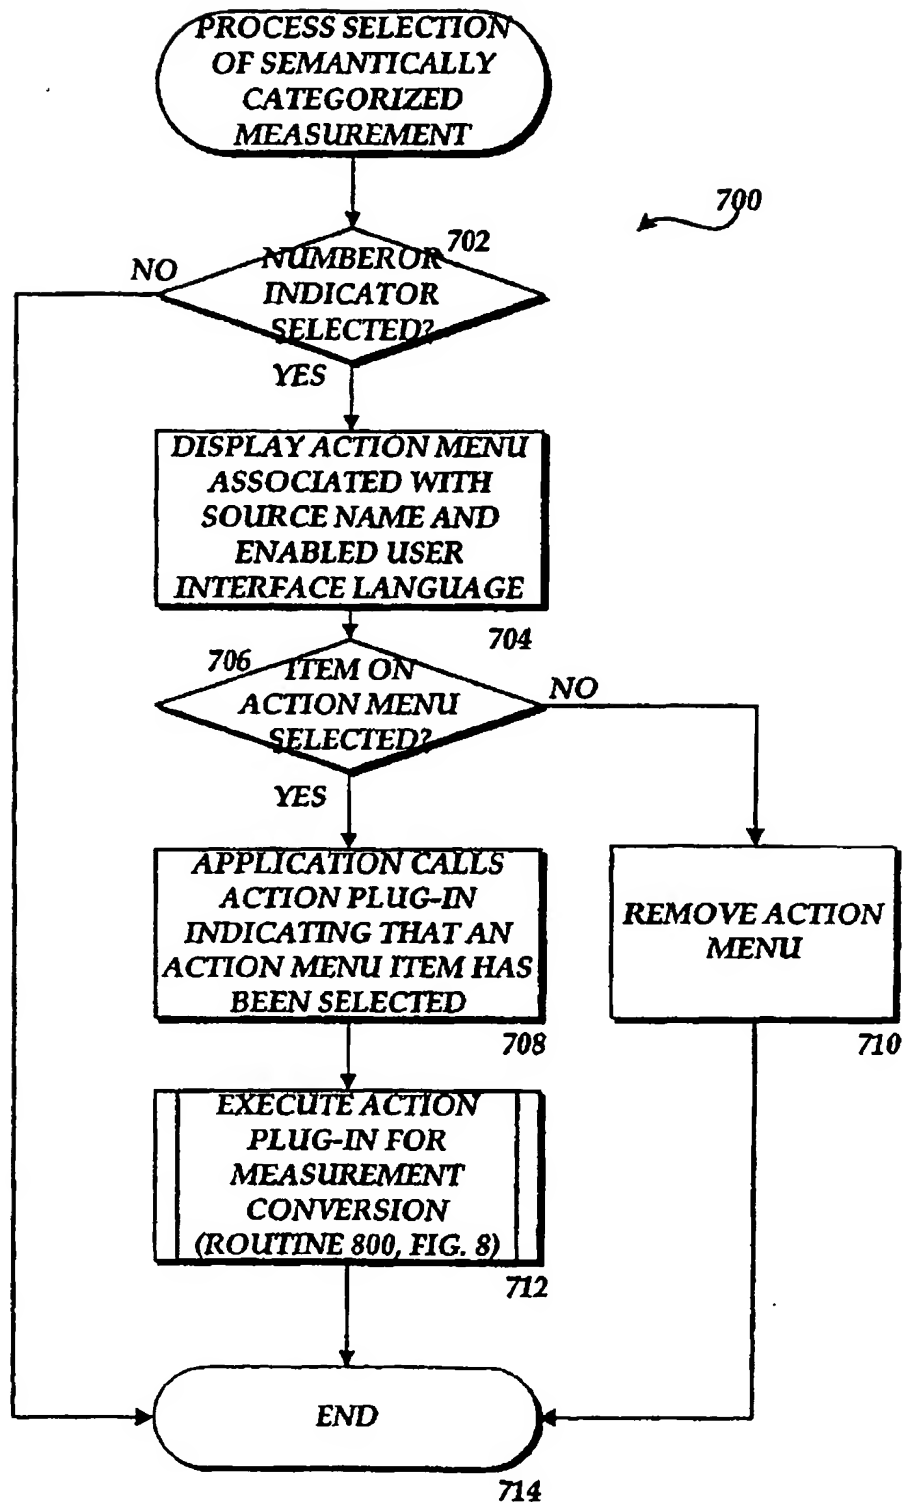 PROCESS SELECTION
OF SEMANTICALLY
CATEGORIZED
MEASUREMENT
700
702
NO
NUMBEROR
INDICATOR
SELECTED?
YES
DISPLAY ACTION MENU
ASSOCIATED WITH
SOURCE NAME AND
ENABLED USER
INTERFACE LANGUAGE
704
706
ITEM ON
ACTION MENU
SELECTED?
NO
YES
APPLICATION CALLS
ACTION PLUG-IN
INDICATING THAT AN
ACTION MENU ITEM HAS
BEEN SELECTED
708
REMOVE ACTION
MENU
710
EXECUTE ACTION
PLUG-IN FOR
MEASUREMENT
CONVERSION
(ROUTINE 800, FIG. 8)
712
END
714